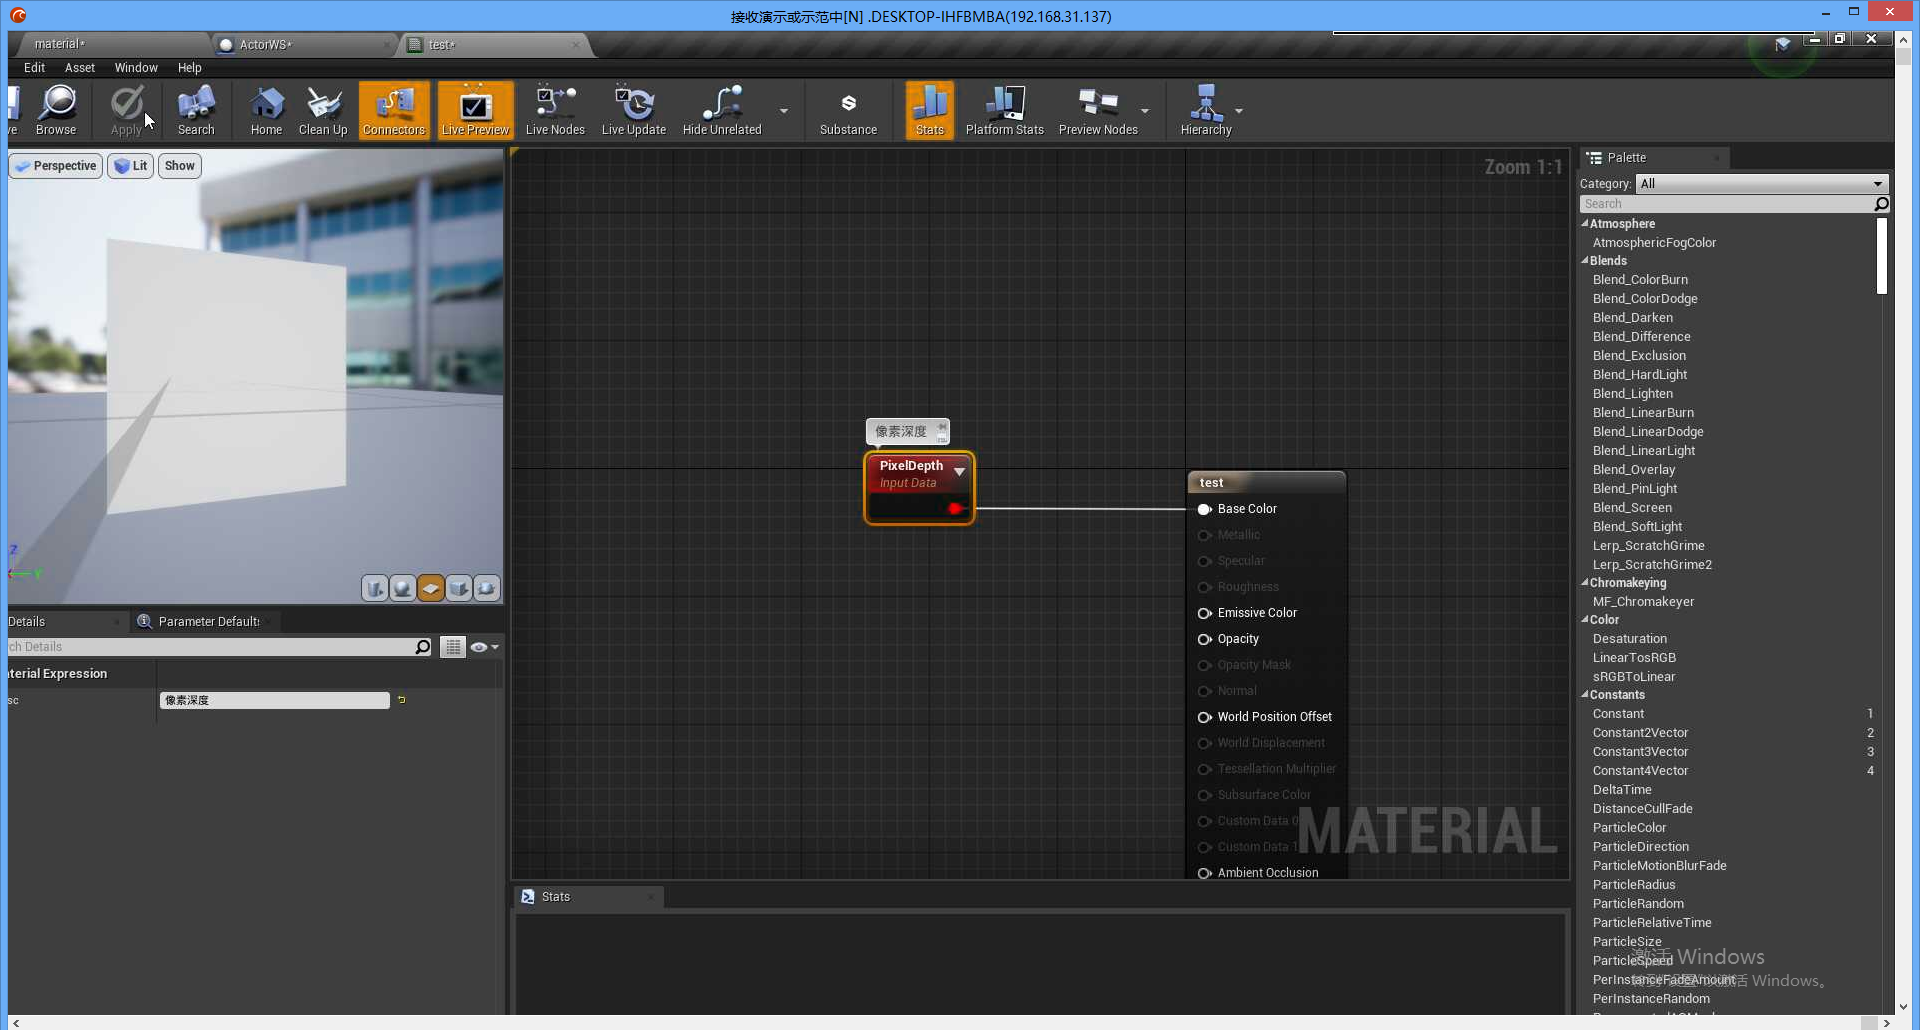 接收演示或示范中[N] .DESKTOP-IHFBMBA(192.168.31.137)
material*
ActorWS*
test*
Edit Asset Window Help
ve
Browse
Apply
Search
Home
Clean Up
Connectors
Live Preview
Live Nodes
Live Update
Hide Unrelated
Substance
Stats
Platform Stats
Preview Nodes
Hierarchy
Perspective
Lit
Show
Z
Y
Details
Parameter Defaults
ch Details
aterial Expression
sc
像素深度
Zoom 1:1
像素深度
PixelDepth
Input Data
test
Base Color
Metallic
Specular
Roughness
Emissive Color
Opacity
Opacity Mask
Normal
World Position Offset
World Displacement
Tessellation Multiplier
Subsurface Color
Custom Data 0
Custom Data 1
Ambient Occlusion
MATERIAL
Stats
Palette
Category: All
Search
Atmosphere
AtmosphericFogColor
Blends
Blend_ColorBurn
Blend_ColorDodge
Blend_Darken
Blend_Difference
Blend_Exclusion
Blend_HardLight
Blend_Lighten
Blend_LinearBurn
Blend_LinearDodge
Blend_LinearLight
Blend_Overlay
Blend_PinLight
Blend_Screen
Blend_SoftLight
Lerp_ScratchGrime
Lerp_ScratchGrime2
Chromakeying
MF_Chromakeyer
Color
Desaturation
LinearTosRGB
sRGBToLinear
Constants
Constant 1
Constant2Vector 2
Constant3Vector 3
Constant4Vector 4
DeltaTime
DistanceCullFade
ParticleColor
ParticleDirection
ParticleMotionBlurFade
ParticleRadius
ParticleRandom
ParticleRelativeTime
ParticleSize
ParticleSpeed
PerInstanceFadeAmount
PerInstanceRandom
激活 Windows
转到"设置"以激活 Windows。